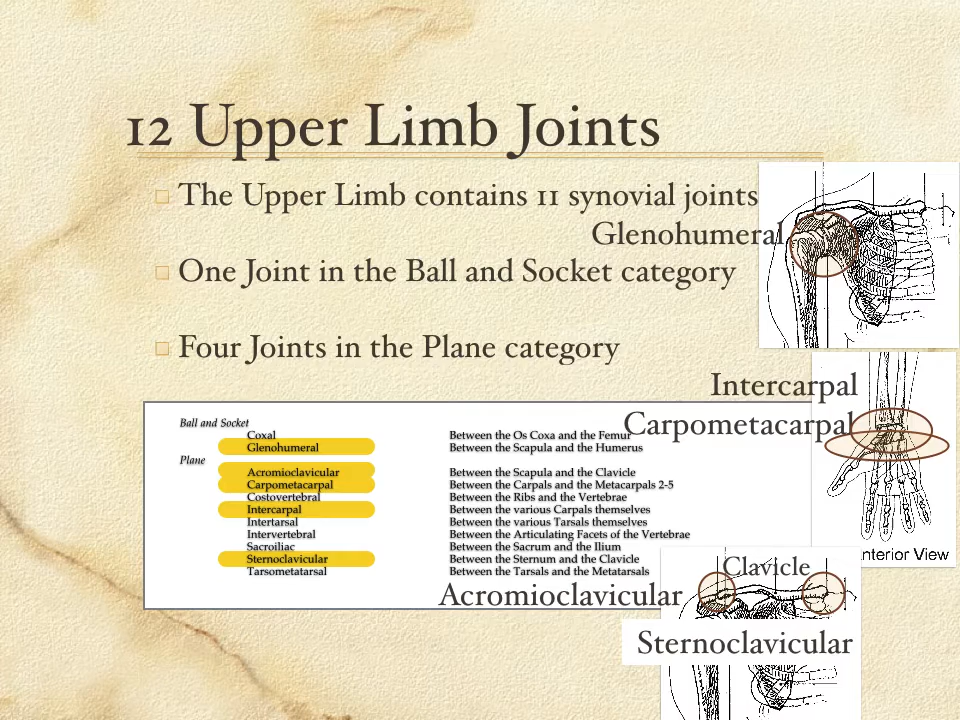 12 Upper Limb Joints
The Upper Limb contains 11 synovial joints
Glenohumeral
One Joint in the Ball and Socket category
Four Joints in the Plane category
Intercarpal
Carpometacarpal
Ball and Socket
Coxal Between the Os Coxa and the Femur
Glenohumeral Between the Scapula and the Humerus
Plane
Acromioclavicular Between the Scapula and the Clavicle
Carpometacarpal Between the Carpals and the Metacarpals 2-5
Costovertebral Between the Ribs and the Vertebrae
Intercarpal Between the various Carpals themselves
Intertarsal Between the various Tarsals themselves
Intervertebral Between the Articulating Facets of the Vertebrae
Sacroiliac Between the Sacrum and the Ilium
Sternoclavicular Between the Sternum and the Clavicle
Tarsometatarsal Between the Tarsals and the Metatarsals
nterior View
Clavicle
Acromioclavicular
Sternoclavicular